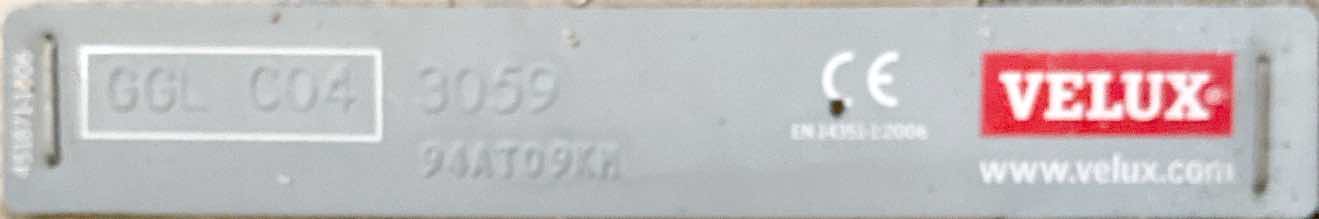 GGL C04
3059
94AT09KM
CE
EN 14351-1:2006
VELUX®
www.velux.com